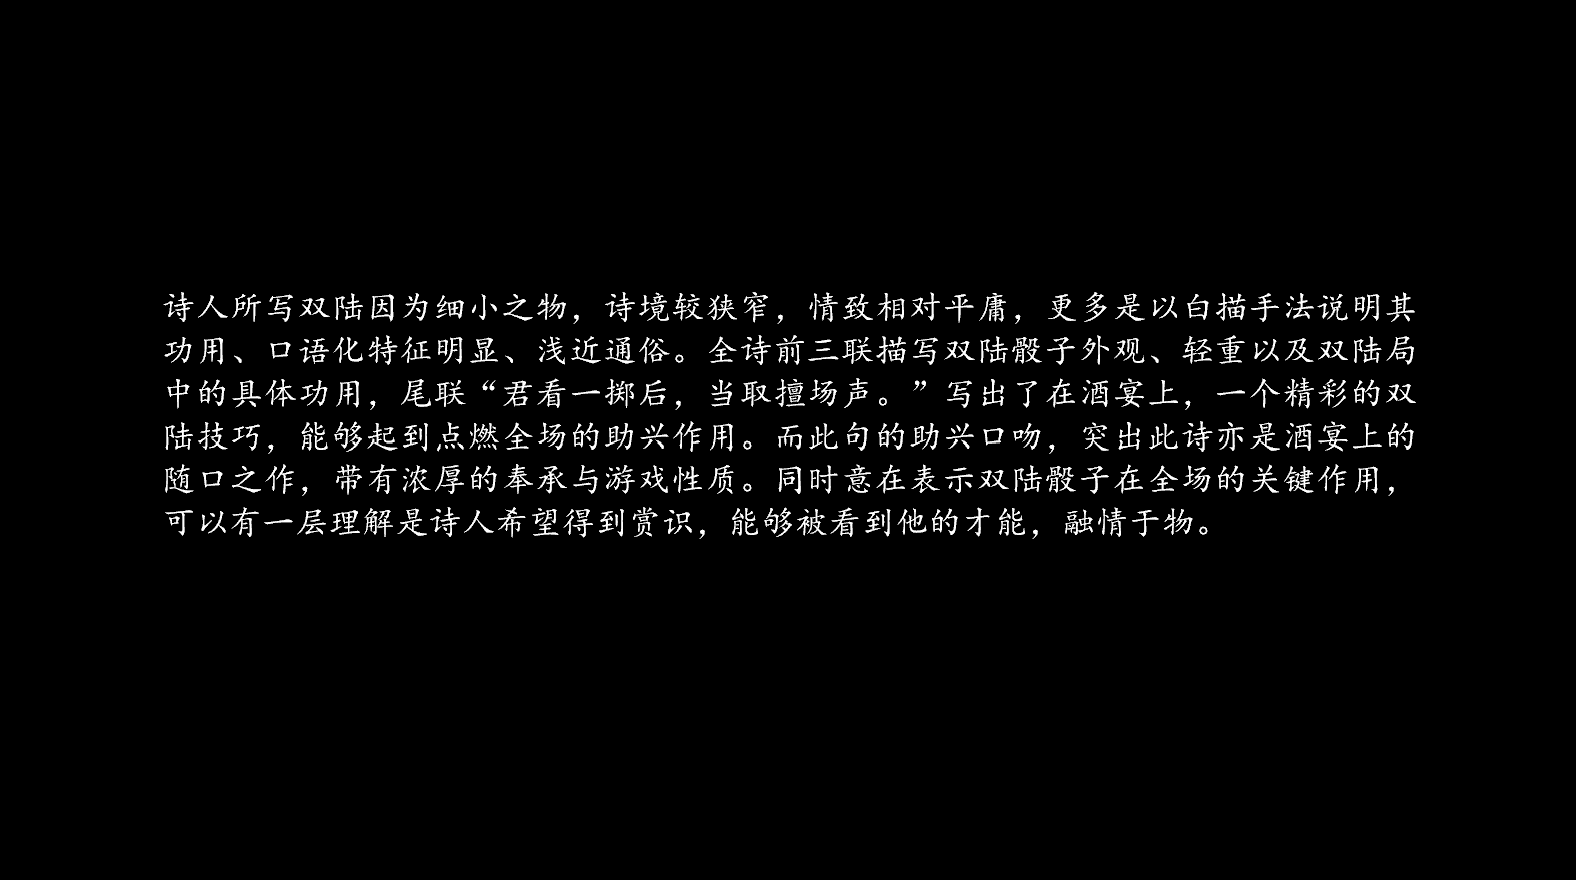 诗人所写双陆因为细小之物，诗境较狭窄，情致相对平庸，更多是以白描手法说明其
功用、口语化特征明显、浅近通俗。全诗前三联描写双陆骰子外观、轻重以及双陆局
中的具体功用，尾联“君看一掷后，当取擅场声。”写出了在酒宴上，一个精彩的双
陆技巧，能够起到点燃全场的助兴作用。而此句的助兴口吻，突出此诗亦是酒宴上的
随口之作，带有浓厚的奉承与游戏性质。同时意在表示双陆骰子在全场的关键作用，
可以有一层理解是诗人希望得到赏识，能够被看到他的才能，融情于物。